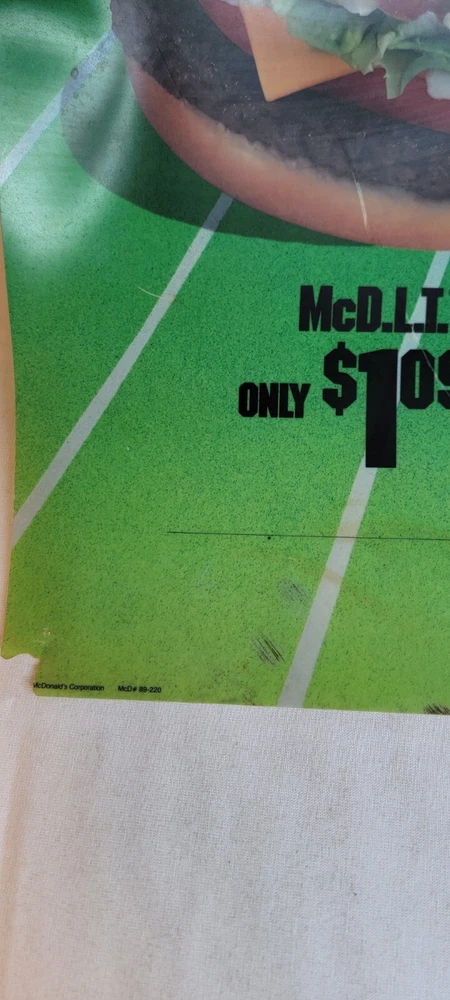 McD.L.T.
ONLY $109
McDonald's Corporation McD# 89-220